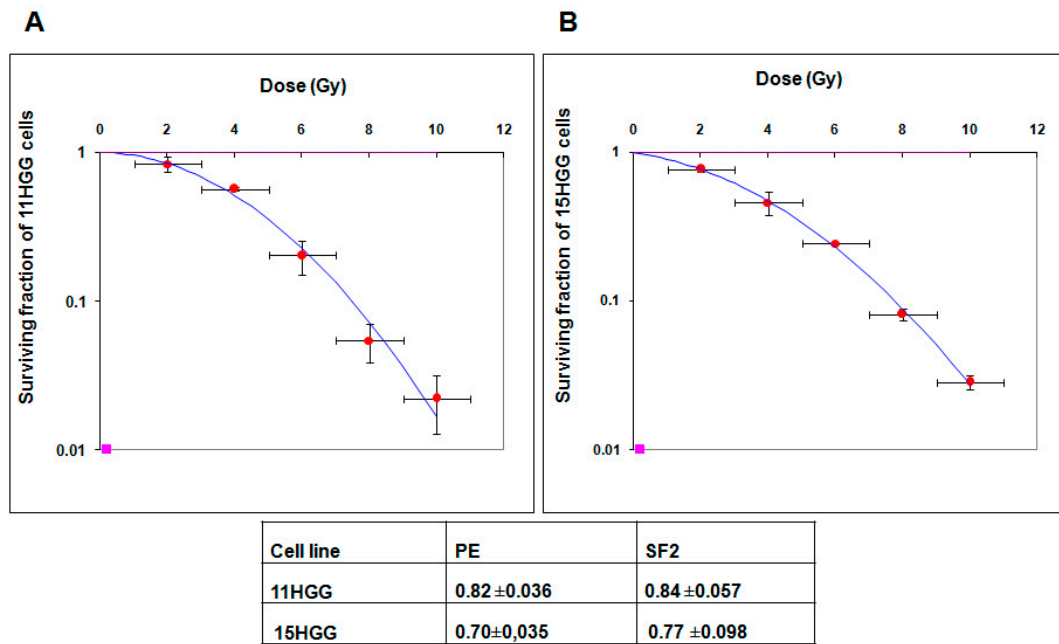 A
B
Dose (Gy)
0 2 4 6 8 10 12
1
0.1
0.01
Surviving fraction of 11HGG cells
Dose (Gy)
0 2 4 6 8 10 12
1
0.1
0.01
Surviving fraction of 15HGG cells
Cell line PE SF2
11HGG 0.82 ±0.036 0.84 ±0.057
15HGG 0.70±0,035 0.77 ±0.098